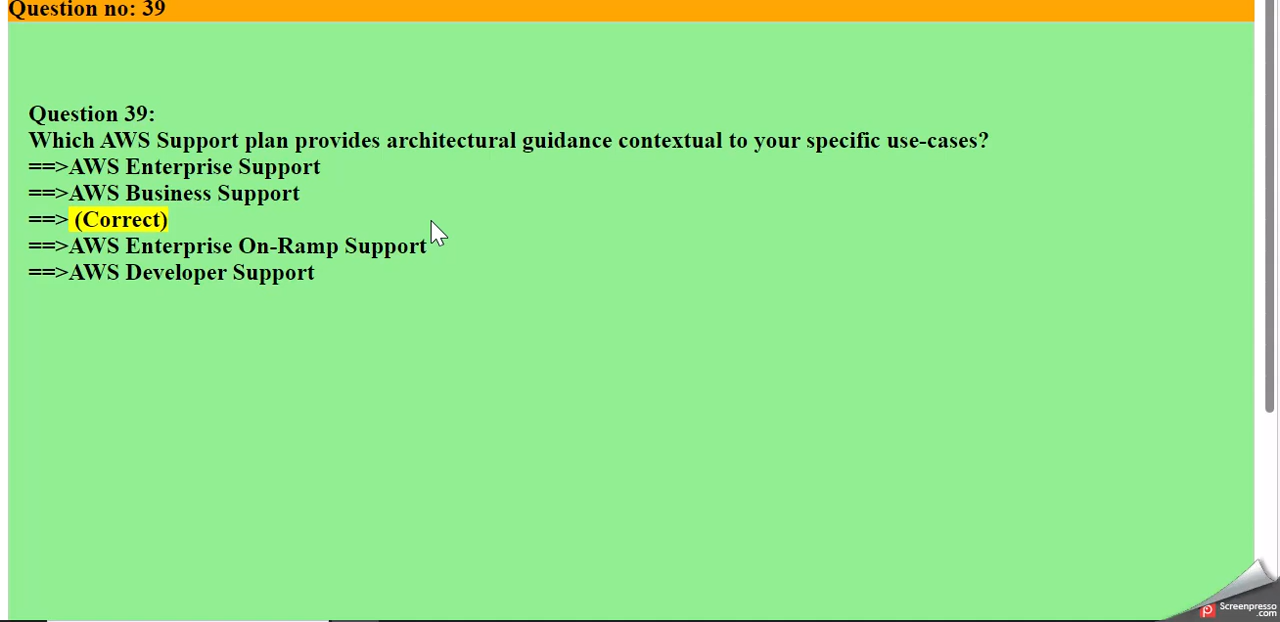 Question no: 39
Question 39:
Which AWS Support plan provides architectural guidance contextual to your specific use-cases?
==>AWS Enterprise Support
==>AWS Business Support
==> (Correct)
==>AWS Enterprise On-Ramp Support
==>AWS Developer Support
Screenpresso
.com